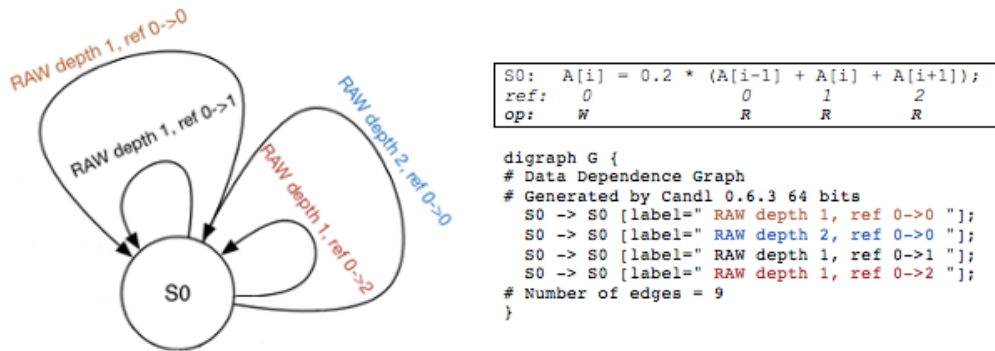 RAW depth 1, ref 0->0
RAW depth 1, ref 0->1
RAW depth 2, ref 0->0
RAW depth 1, ref 0->2
S0
S0: A[i] = 0.2 * (A[i-1] + A[i] + A[i+1]);
ref: 0 0 1 2
op: W R R R
digraph G {
# Data Dependence Graph
# Generated by Candl 0.6.3 64 bits
S0 -> S0 [label=" RAW depth 1, ref 0->0 "];
S0 -> S0 [label=" RAW depth 2, ref 0->0 "];
S0 -> S0 [label=" RAW depth 1, ref 0->1 "];
S0 -> S0 [label=" RAW depth 1, ref 0->2 "];
# Number of edges = 9
}